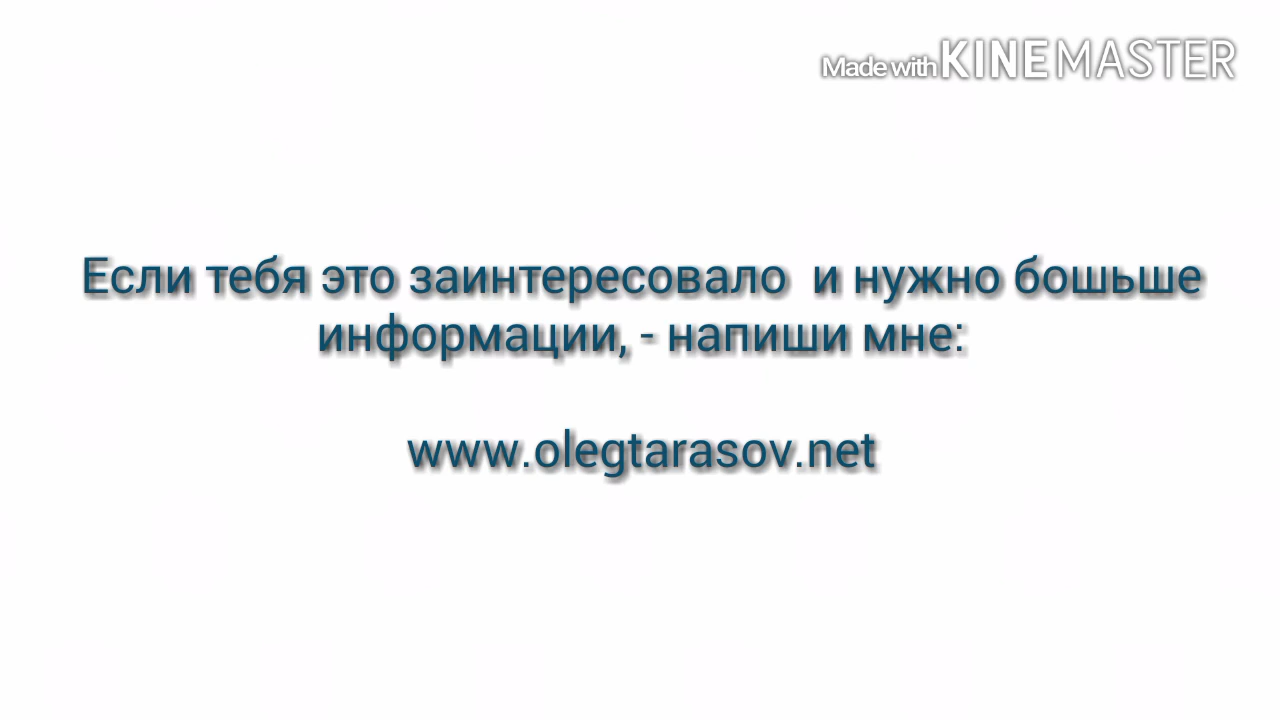 Made with KINEMASTER
Если тебя это заинтересовало и нужно бошьше
информации, - напиши мне:
www.olegtarasov.net